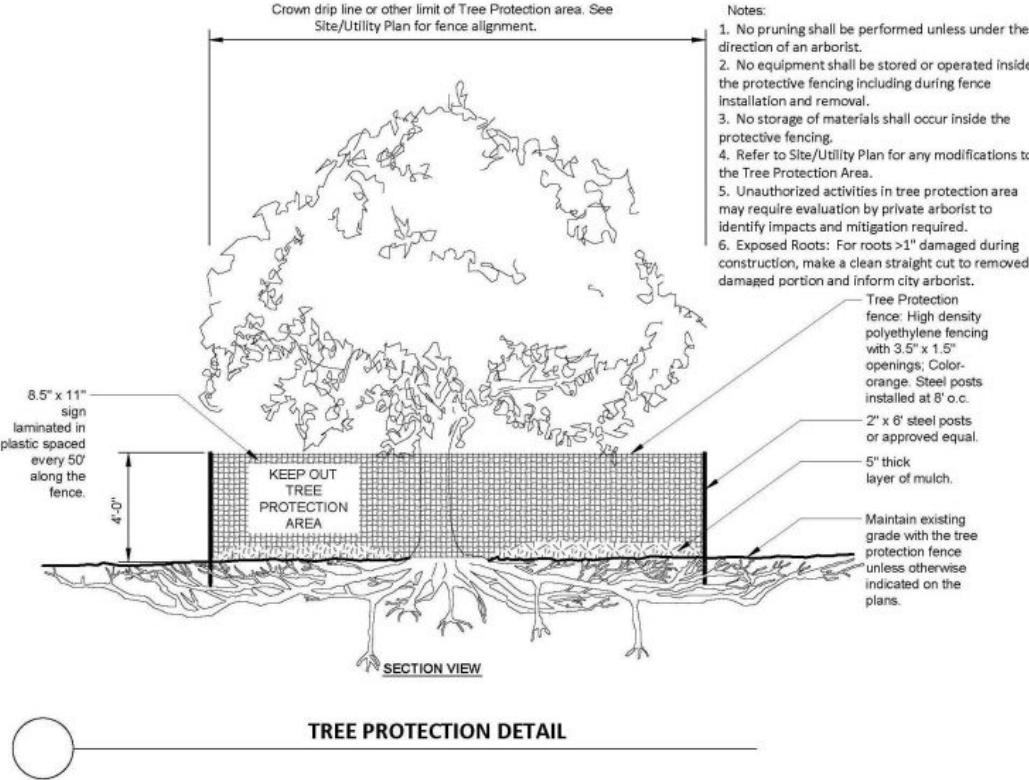 Crown drip line or other limit of Tree Protection area. See
Site/Utility Plan for fence alignment.
Notes:
1. No pruning shall be performed unless under the
direction of an arborist.
2. No equipment shall be stored or operated inside
the protective fencing including during fence
installation and removal.
3. No storage of materials shall occur inside the
protective fencing.
4. Refer to Site/Utility Plan for any modifications to
the Tree Protection Area.
5. Unauthorized activities in tree protection area
may require evaluation by private arborist to
identify impacts and mitigation required.
6. Exposed Roots: For roots >1" damaged during
construction, make a clean straight cut to removed
damaged portion and inform city arborist.
Tree Protection
fence: High density
polyethylene fencing
with 3.5" x 1.5"
openings; Color-
orange. Steel posts
installed at 8' o.c.
2" x 6' steel posts
or approved equal.
5" thick
layer of mulch.
Maintain existing
grade with the tree
protection fence
unless otherwise
indicated on the
plans.
8.5" x 11"
sign
laminated in
plastic spaced
every 50'
along the
fence.
4'-0"
KEEP OUT
TREE
PROTECTION
AREA
SECTION VIEW
TREE PROTECTION DETAIL